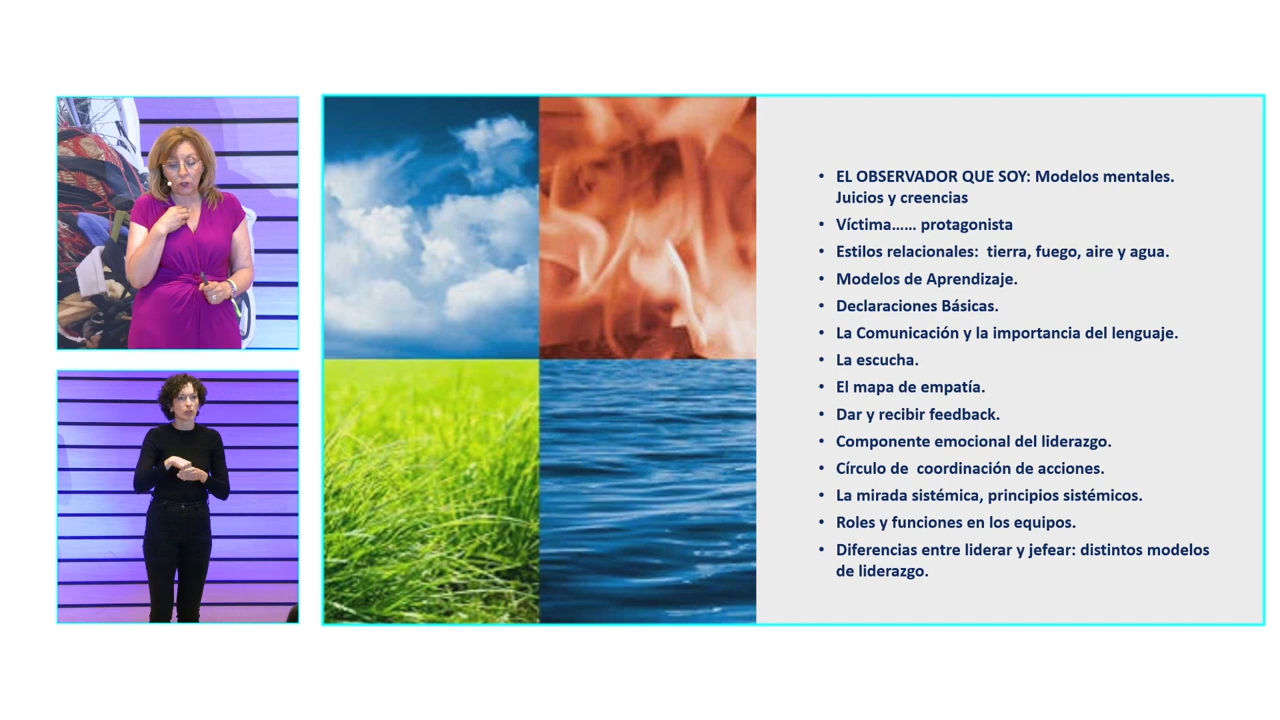 • EL OBSERVADOR QUE SOY: Modelos mentales.
Juicios y creencias
• Víctima...... protagonista
• Estilos relacionales:  tierra, fuego, aire y agua.
• Modelos de Aprendizaje.
• Declaraciones Básicas.
• La Comunicación y la importancia del lenguaje.
• La escucha.
• El mapa de empatía.
• Dar y recibir feedback.
• Componente emocional del liderazgo.
• Círculo de  coordinación de acciones.
• La mirada sistémica, principios sistémicos.
• Roles y funciones en los equipos.
• Diferencias entre liderar y jefear: distintos modelos
de liderazgo.